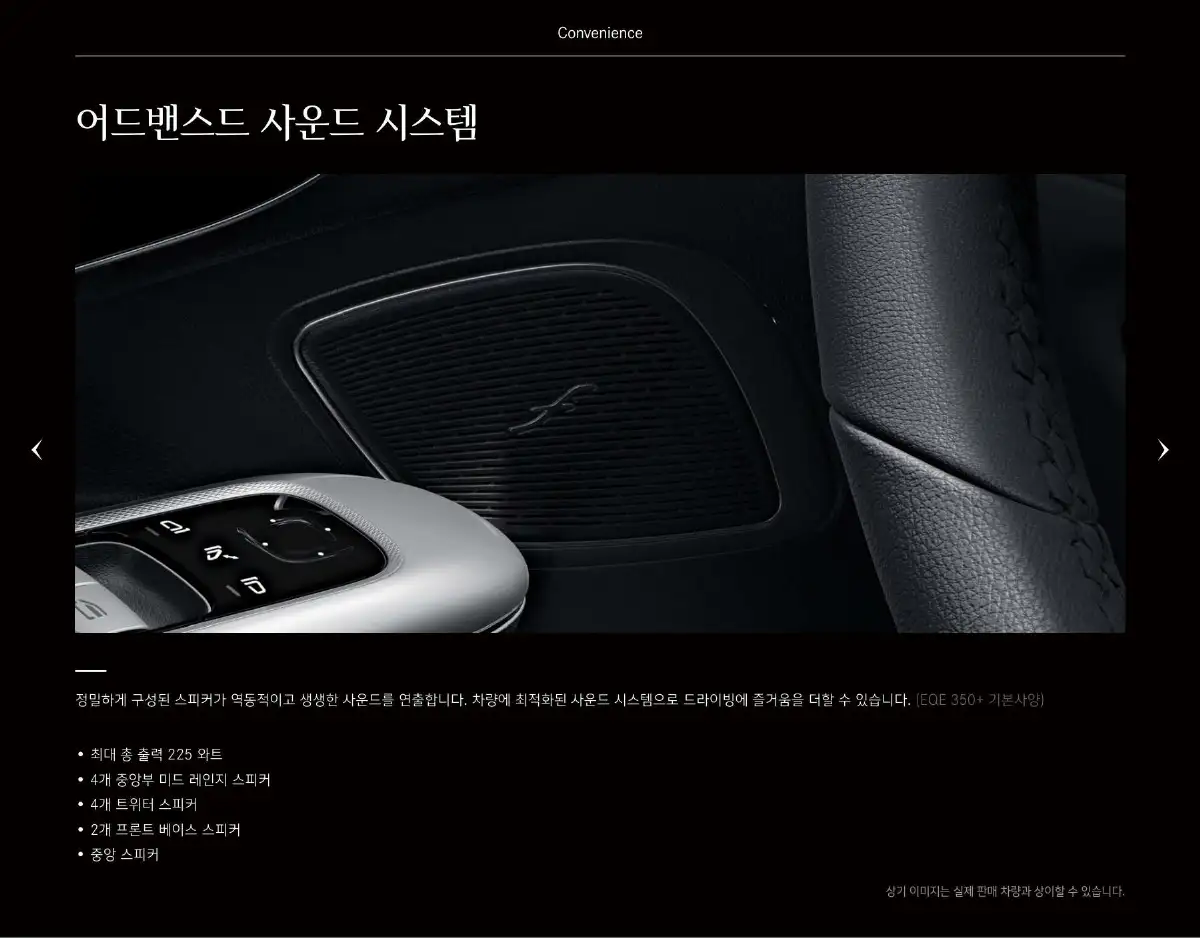 Convenience
어드밴스드 사운드 시스템
정밀하게 구성된 스피커가 역동적이고 생생한 사운드를 연출합니다. 차량에 최적화된 사운드 시스템으로 드라이빙에 즐거움을 더할 수 있습니다. (EQE 350+ 기본사양)
• 최대 총 출력 225 와트
• 4개 중앙부 미드 레인지 스피커
• 4개 트위터 스피커
• 2개 프론트 베이스 스피커
• 중앙 스피커
상기 이미지는 실제 판매 차량과 상이할 수 있습니다.